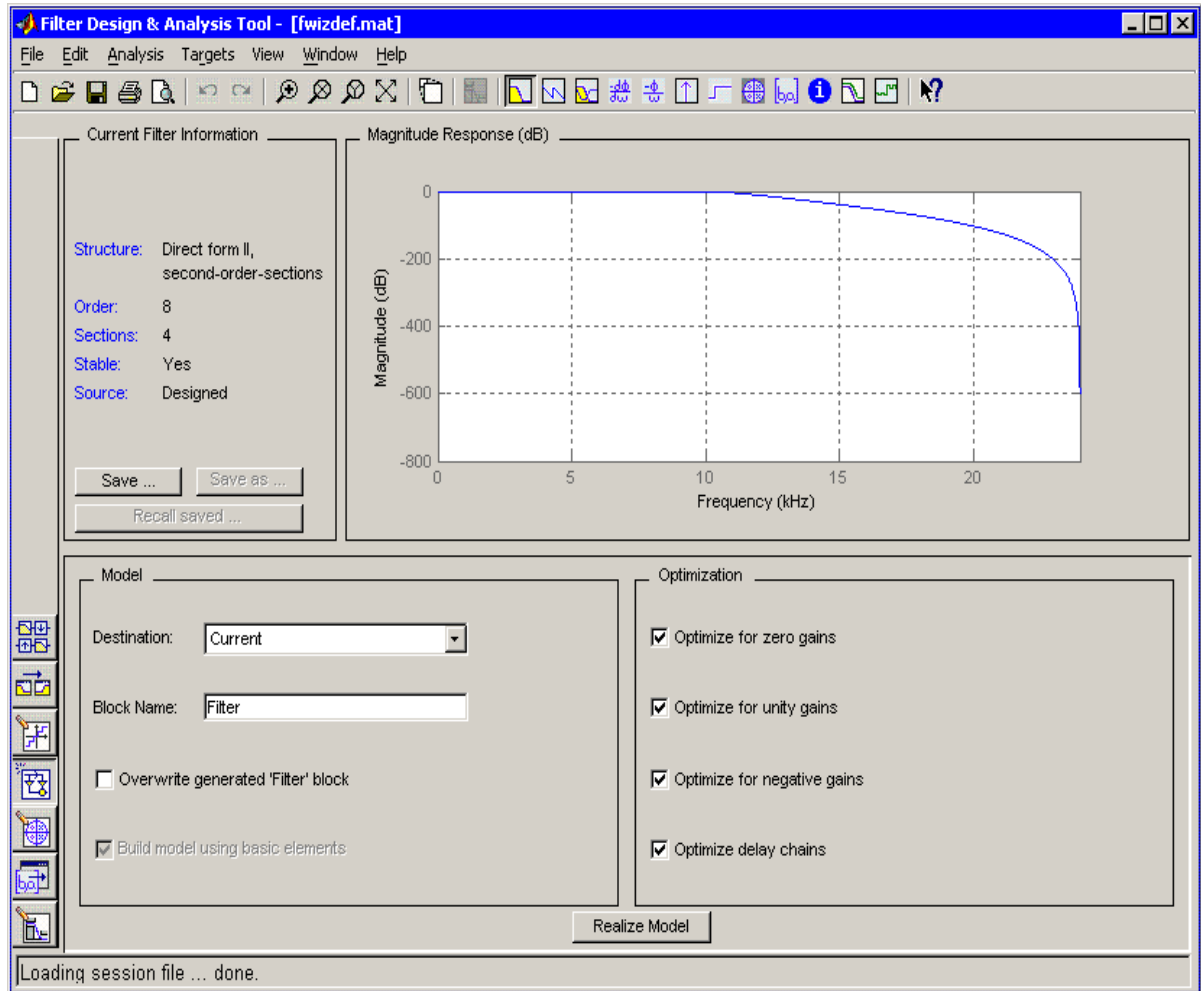 Filter Design & Analysis Tool - [fwizdef.mat]
File Edit Analysis Targets View Window Help
Current Filter Information
Structure: Direct form II,
second-order-sections
Order: 8
Sections: 4
Stable: Yes
Source: Designed
Save ... Save as ...
Recall saved ...
Magnitude Response (dB)
Magnitude (dB)
0
-200
-400
-600
-800
0 5 10 15 20
Frequency (kHz)
Model
Destination: Current
Block Name: Filter
Overwrite generated 'Filter' block
Build model using basic elements
Optimization
Optimize for zero gains
Optimize for unity gains
Optimize for negative gains
Optimize delay chains
Realize Model
Loading session file ... done.